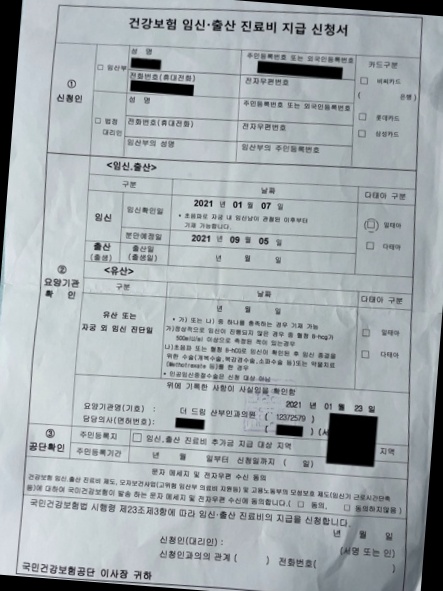 건강보험 임신·출산 진료비 지급 신청서
① 신청인
□ 임산부
성 명
주민등록번호 또는 외국인등록번호
카드구분
전화번호(휴대전화)
전자우편번호
□ 비씨카드
( 은행 )
□ 법정 대리인
성 명
주민등록번호 또는 외국인등록번호
□ 롯데카드
전화번호(휴대전화)
전자우편번호
□ 삼성카드
임산부의 성명
임산부의 주민등록번호
② 요양기관 확 인
<임신.출산>
구분
날짜
다태아 구분
임신
임신확인일
2021 년 01 월 07 일
* 초음파로 자궁 내 임신낭이 관찰된 이후부터
기재 가능합니다.
□ 일태아
분만예정일
2021 년 09 월 05 일
□ 다태아
출산 (출생)
출산일 (출생일)
년 월 일
<유산>
구분
날짜
다태아 구분
유산 또는
자궁 외 임신 진단일
년 월 일
* 가) 또는 나) 중 하나를 충족하는 경우 기재 가능
가)정상적으로 임신이 진행되지 않은 경우 중 혈청 B-hcg가
500mIU/ml 이상으로 측정된 적이 있는경우
나)초음파 또는 혈청 B-hCG로 임신이 확인된 후 임신 종결을
위한 수술(개복수술,복강경수술,소파수술 등)또는 약물치료
(Methotrexate 등)를 한 경우
* 인공임신중절수술은 신청 대상 아님
□ 일태아
□ 다태아
위에 기록한 사항이 사실임을 확인함
2021 년 01 월 23 일
요양기관명(기호) : 더 드림 산부인과의원 ( 12372579 )
담당의사(면허번호): ( )
③ 공단확인
주민등록지
□ 임신.출산 진료비 추가금 지급 대상 지역
지역
주민등록기간
년 월 일부터 신청일까지 ( 일)
문자 메세지 및 전자우편 수신 동의
건강보험 임신.출산 진료비 제도, 모자보건사업(고위험 임산부 의료비 지원등) 및 고용노동부의 모성보호 제도(임신기 근로시간단축
등)에 대하여 국민건강보험이 발송 하는 문자 메세지 및 전자우편 수신에 동의합니다.( □ 동의, □ 동의하지않음 )
국민건강보험법 시행령 제23조제3항에 따라 임신·출산 진료비의 지급을 신청합니다.
년 월 일
신청인(대리인) : (서명 또는 인)
신청인과의 관계 ( ) 전화번호( )
국민건강보험공단 이사장 귀하